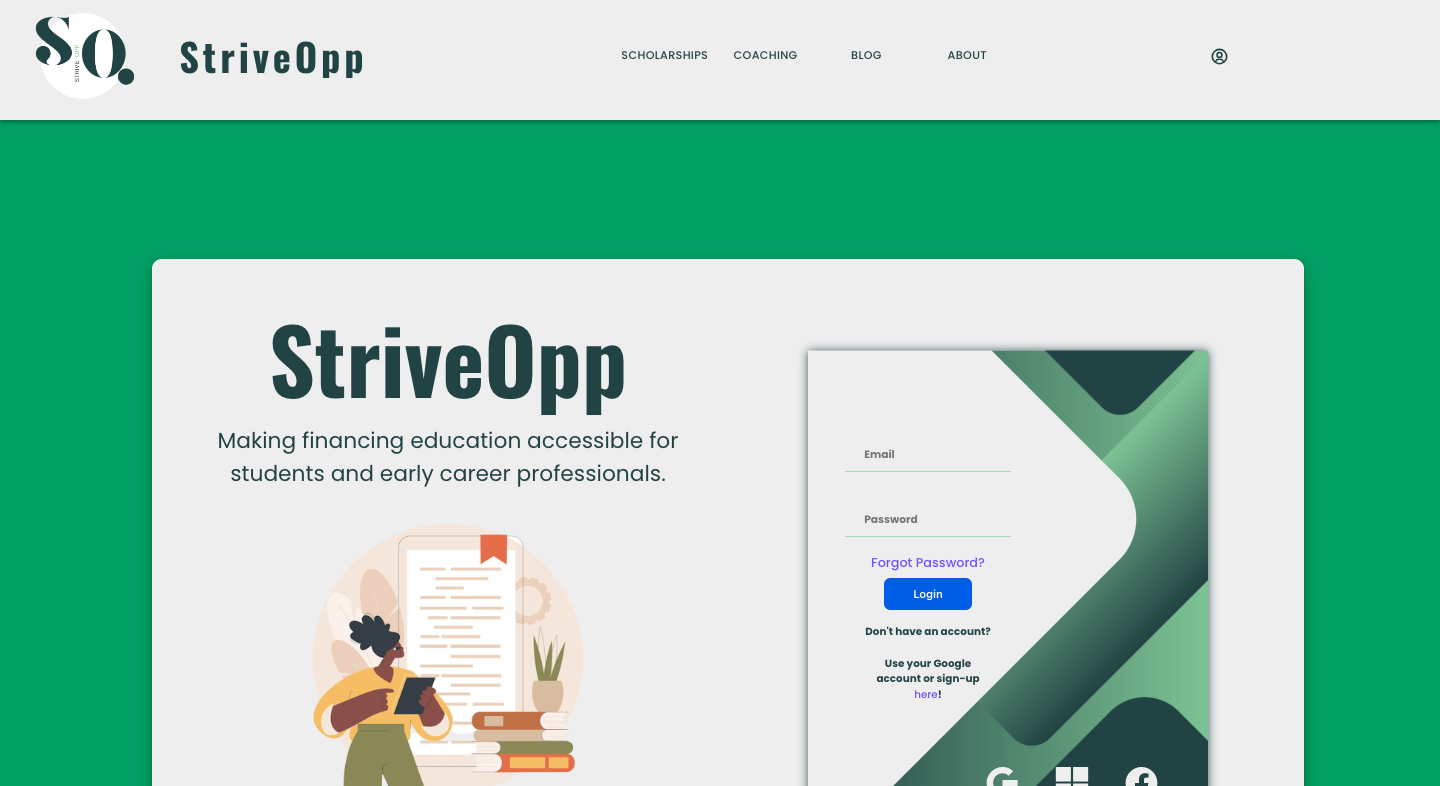 So.
STRIVE OPP
StriveOpp
SCHOLARSHIPS
COACHING
BLOG
ABOUT
StriveOpp
Making financing education accessible for
students and early career professionals.
Email
Password
Forgot Password?
Login
Don't have an account?
Use your Google
account or sign-up
here!